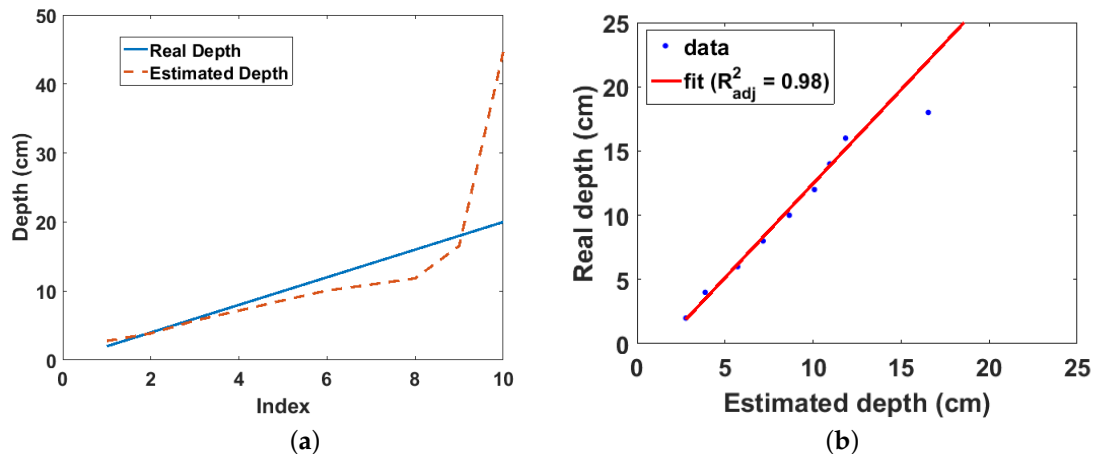 50
40
30
20
10
0
Depth (cm)
Real Depth
Estimated Depth
0 2 4 6 8 10
Index
(a)
25
20
15
10
5
0
Real depth (cm)
data
fit (R²adj = 0.98)
0 5 10 15 20 25
Estimated depth (cm)
(b)